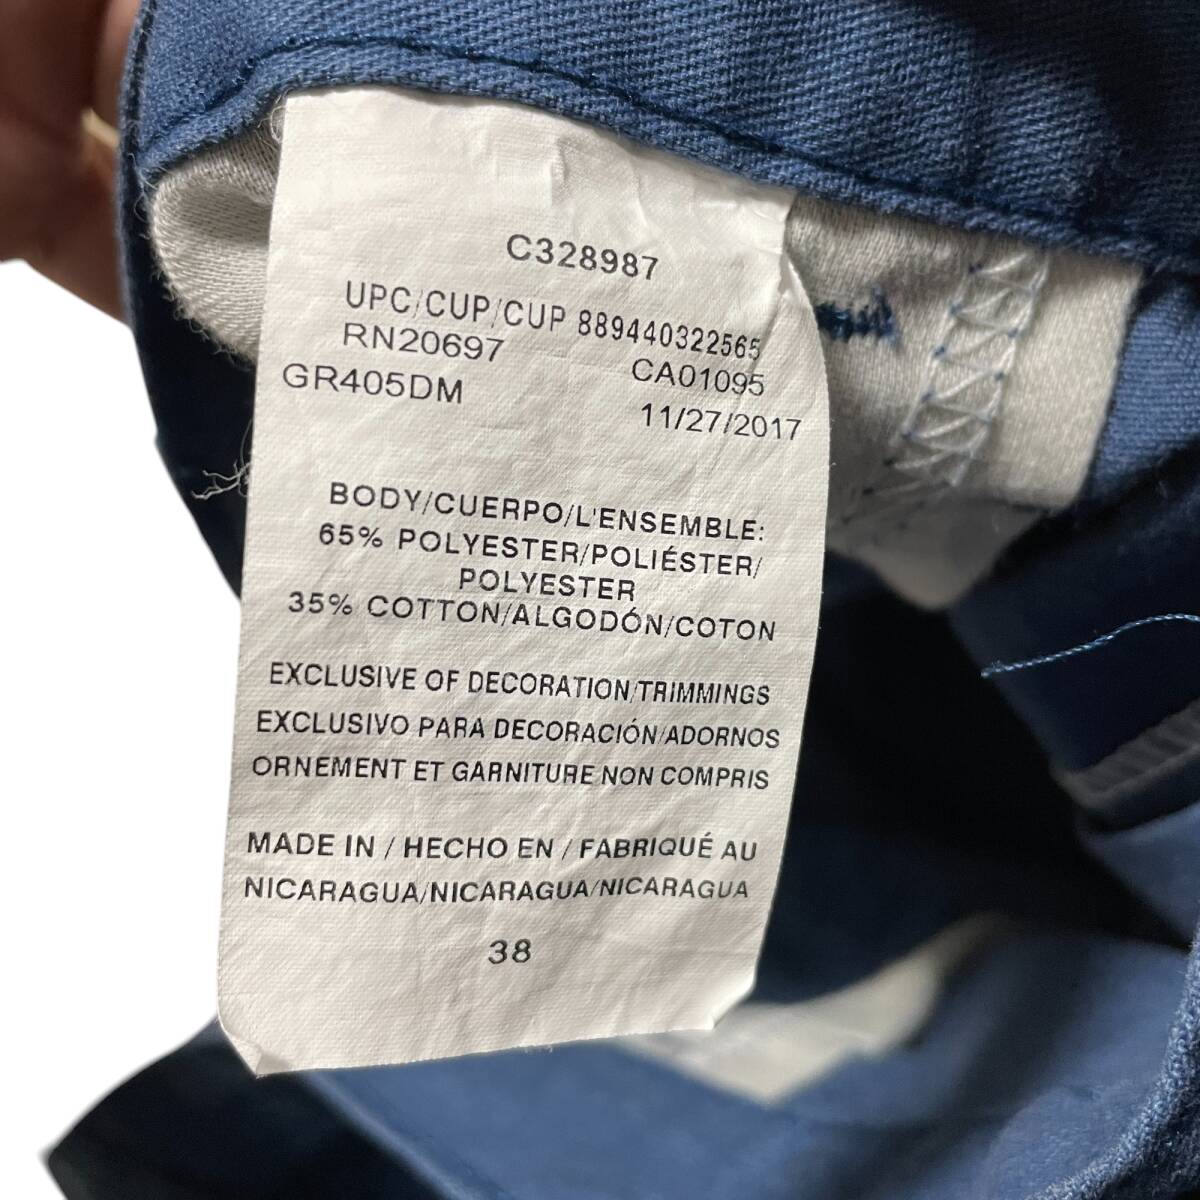 C328987
UPC/CUP/CUP 889440322565
RN20697 CA01095
GR405DM 11/27/2017
BODY/CUERPO/L'ENSEMBLE:
65% POLYESTER/POLIÉSTER/
POLYESTER
35% COTTON/ALGODÓN/COTON
EXCLUSIVE OF DECORATION/TRIMMINGS
EXCLUSIVO PARA DECORACIÓN/ADORNOS
ORNEMENT ET GARNITURE NON COMPRIS
MADE IN / HECHO EN / FABRIQUÉ AU
NICARAGUA/NICARAGUA/NICARAGUA
38